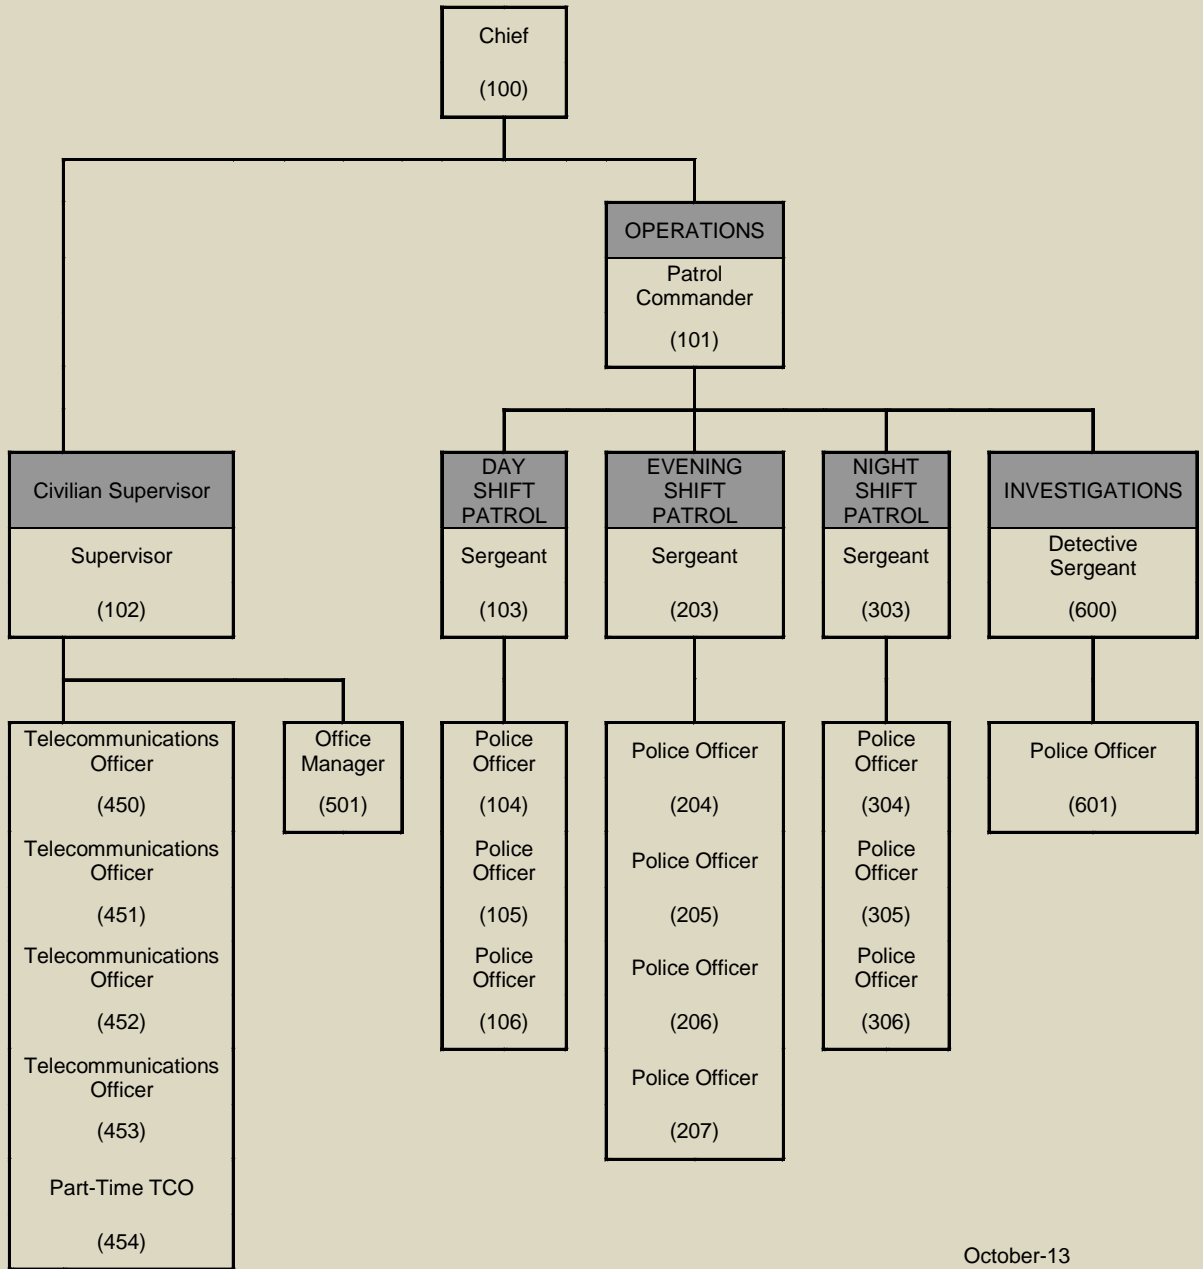 Chief
(100)
OPERATIONS
Patrol
Commander
(101)
Civilian Supervisor
Supervisor
(102)
DAY
SHIFT
PATROL
Sergeant
(103)
EVENING
SHIFT
PATROL
Sergeant
(203)
NIGHT
SHIFT
PATROL
Sergeant
(303)
INVESTIGATIONS
Detective
Sergeant
(600)
Telecommunications
Officer
(450)
Telecommunications
Officer
(451)
Telecommunications
Officer
(452)
Telecommunications
Officer
(453)
Part-Time TCO
(454)
Office
Manager
(501)
Police
Officer
(104)
Police
Officer
(105)
Police
Officer
(106)
Police Officer
(204)
Police Officer
(205)
Police Officer
(206)
Police Officer
(207)
Police
Officer
(304)
Police
Officer
(305)
Police
Officer
(306)
Police Officer
(601)
October-13